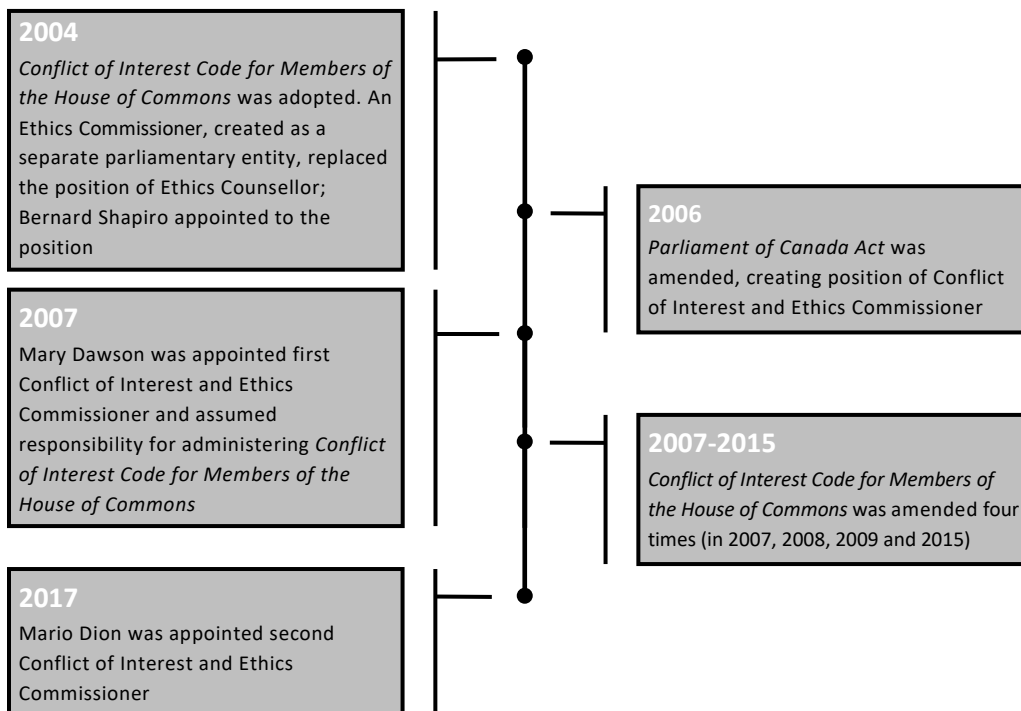 2004
Conflict of Interest Code for Members of
the House of Commons was adopted. An
Ethics Commissioner, created as a
separate parliamentary entity, replaced
the position of Ethics Counsellor;
Bernard Shapiro appointed to the
position
2006
Parliament of Canada Act was
amended, creating position of Conflict
of Interest and Ethics Commissioner
2007
Mary Dawson was appointed first
Conflict of Interest and Ethics
Commissioner and assumed
responsibility for administering Conflict
of Interest Code for Members of the
House of Commons
2007-2015
Conflict of Interest Code for Members of
the House of Commons was amended four
times (in 2007, 2008, 2009 and 2015)
2017
Mario Dion was appointed second
Conflict of Interest and Ethics
Commissioner